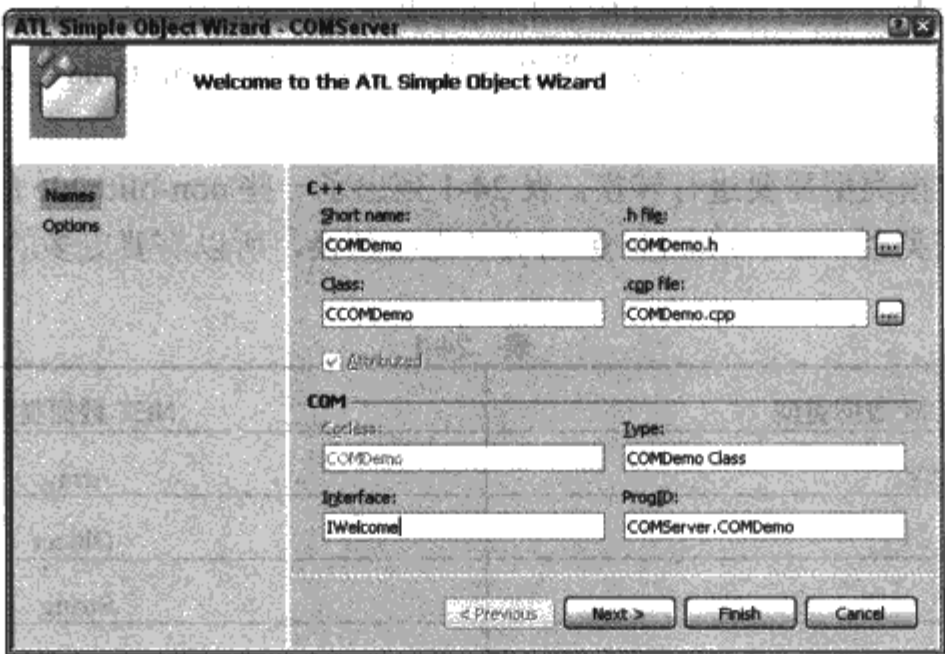 ATL Simple Object Wizard - COMServer
Welcome to the ATL Simple Object Wizard
Names
Options
C++
Short name:
.h file:
COMDemo
COMDemo.h
...
Class:
.cpp file:
CCOMDemo
COMDemo.cpp
...
Attributed
COM
Coclass:
Type:
COMDemo
COMDemo Class
Interface:
ProgID:
IWelcome
COMServer.COMDemo
< Previous
Next >
Finish
Cancel